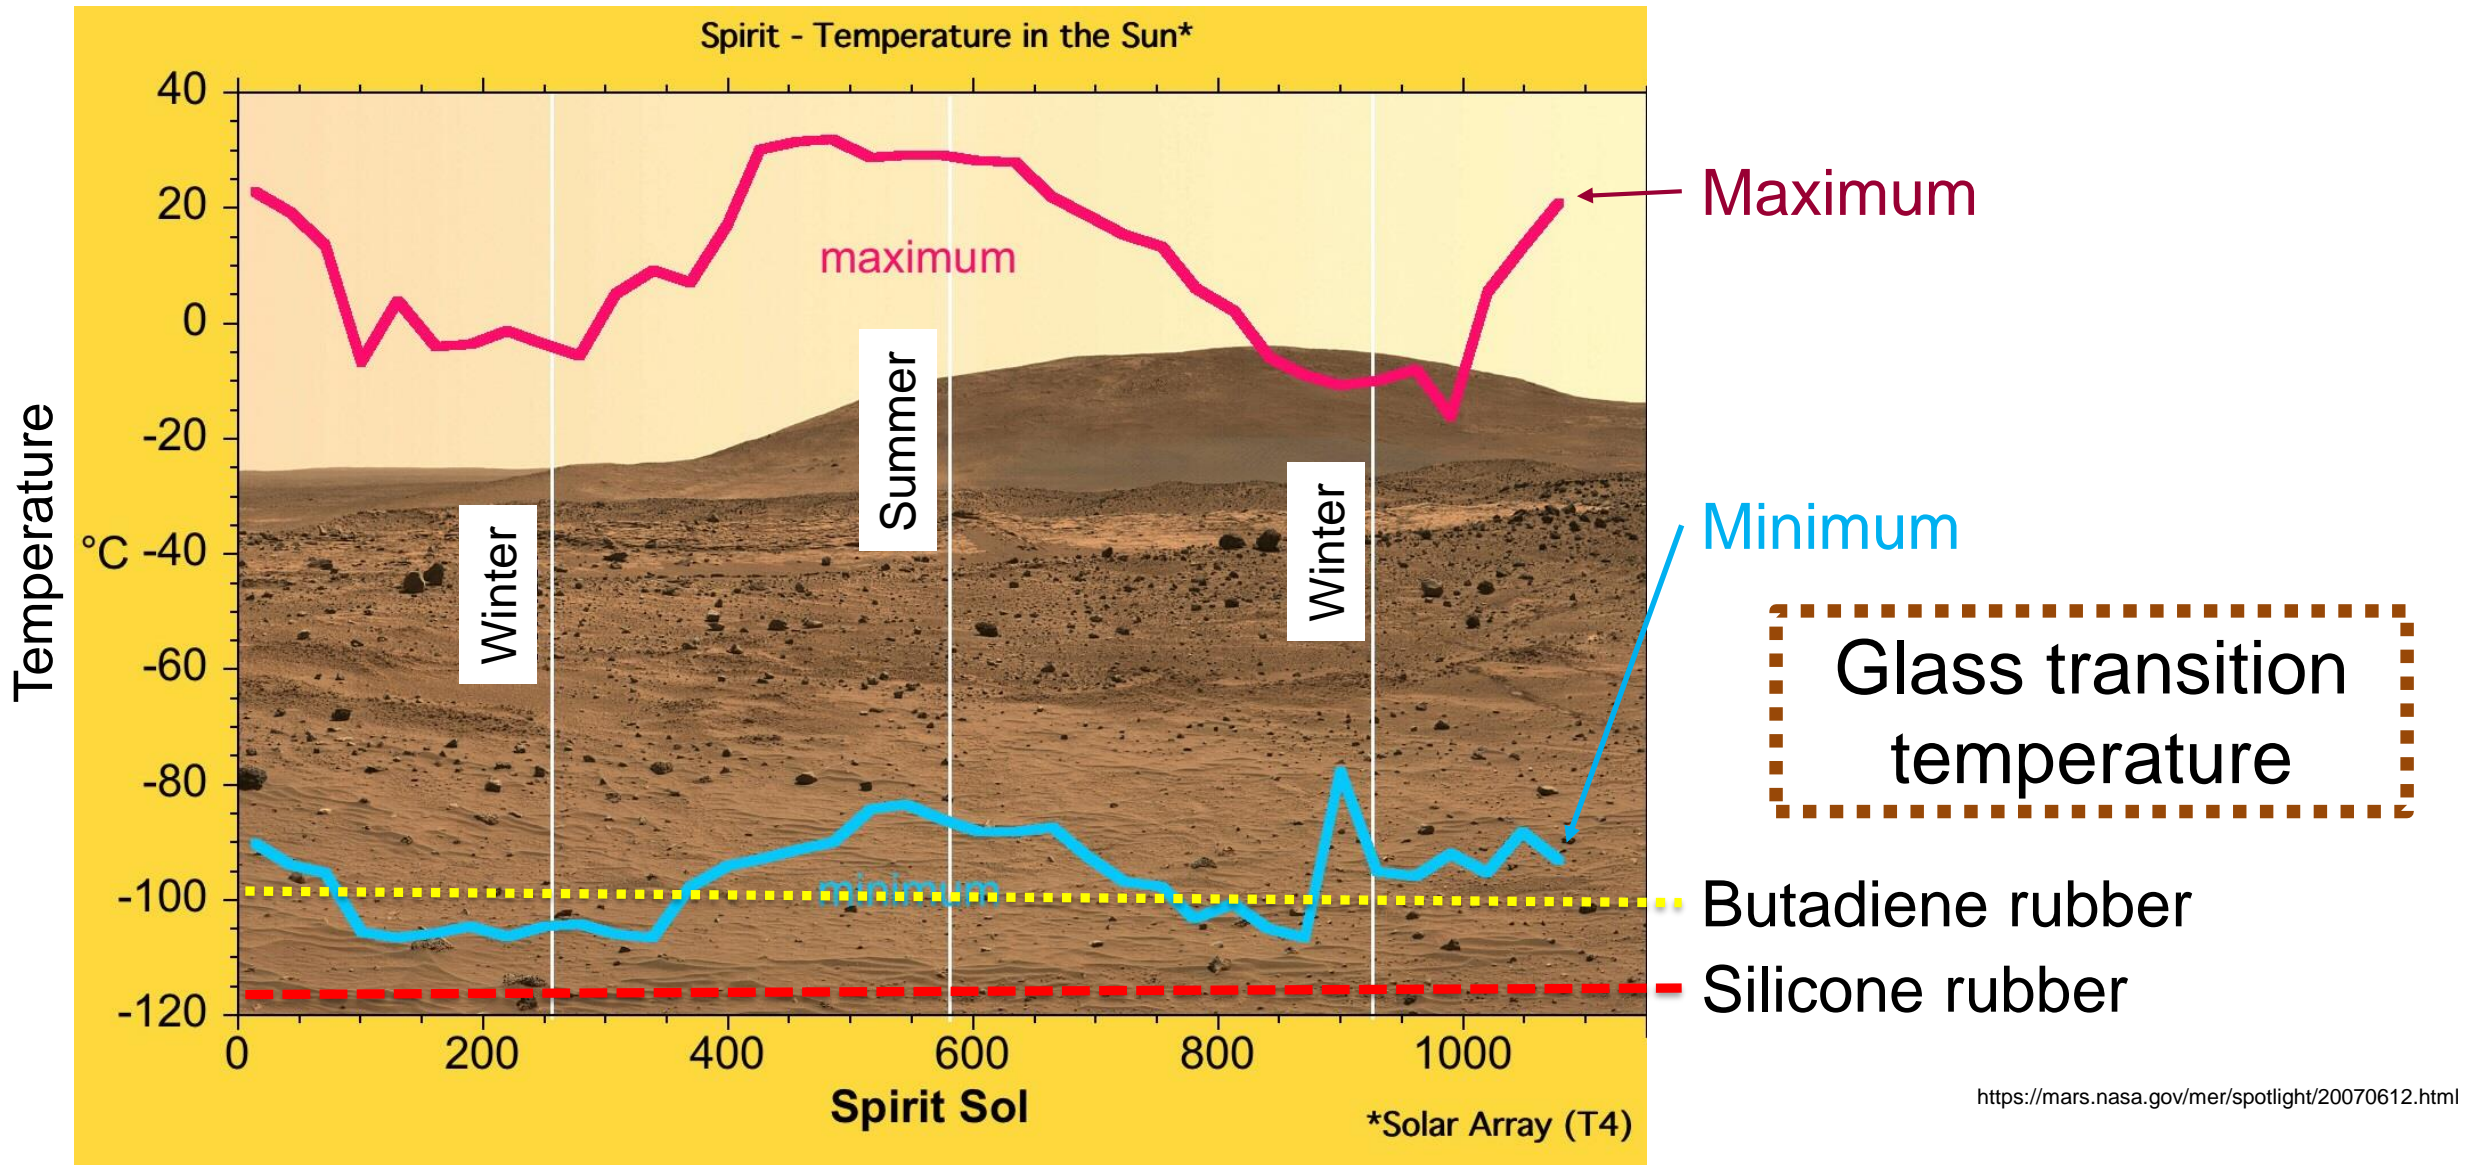 Spirit - Temperature in the Sun*
Temperature
°C
40
20
0
-20
-40
-60
-80
-100
-120
maximum
minimum
Winter
Summer
Winter
0 200 400 600 800 1000
Spirit Sol
*Solar Array (T4)
Maximum
Minimum
Glass transition
temperature
Butadiene rubber
Silicone rubber
https://mars.nasa.gov/mer/spotlight/20070612.html